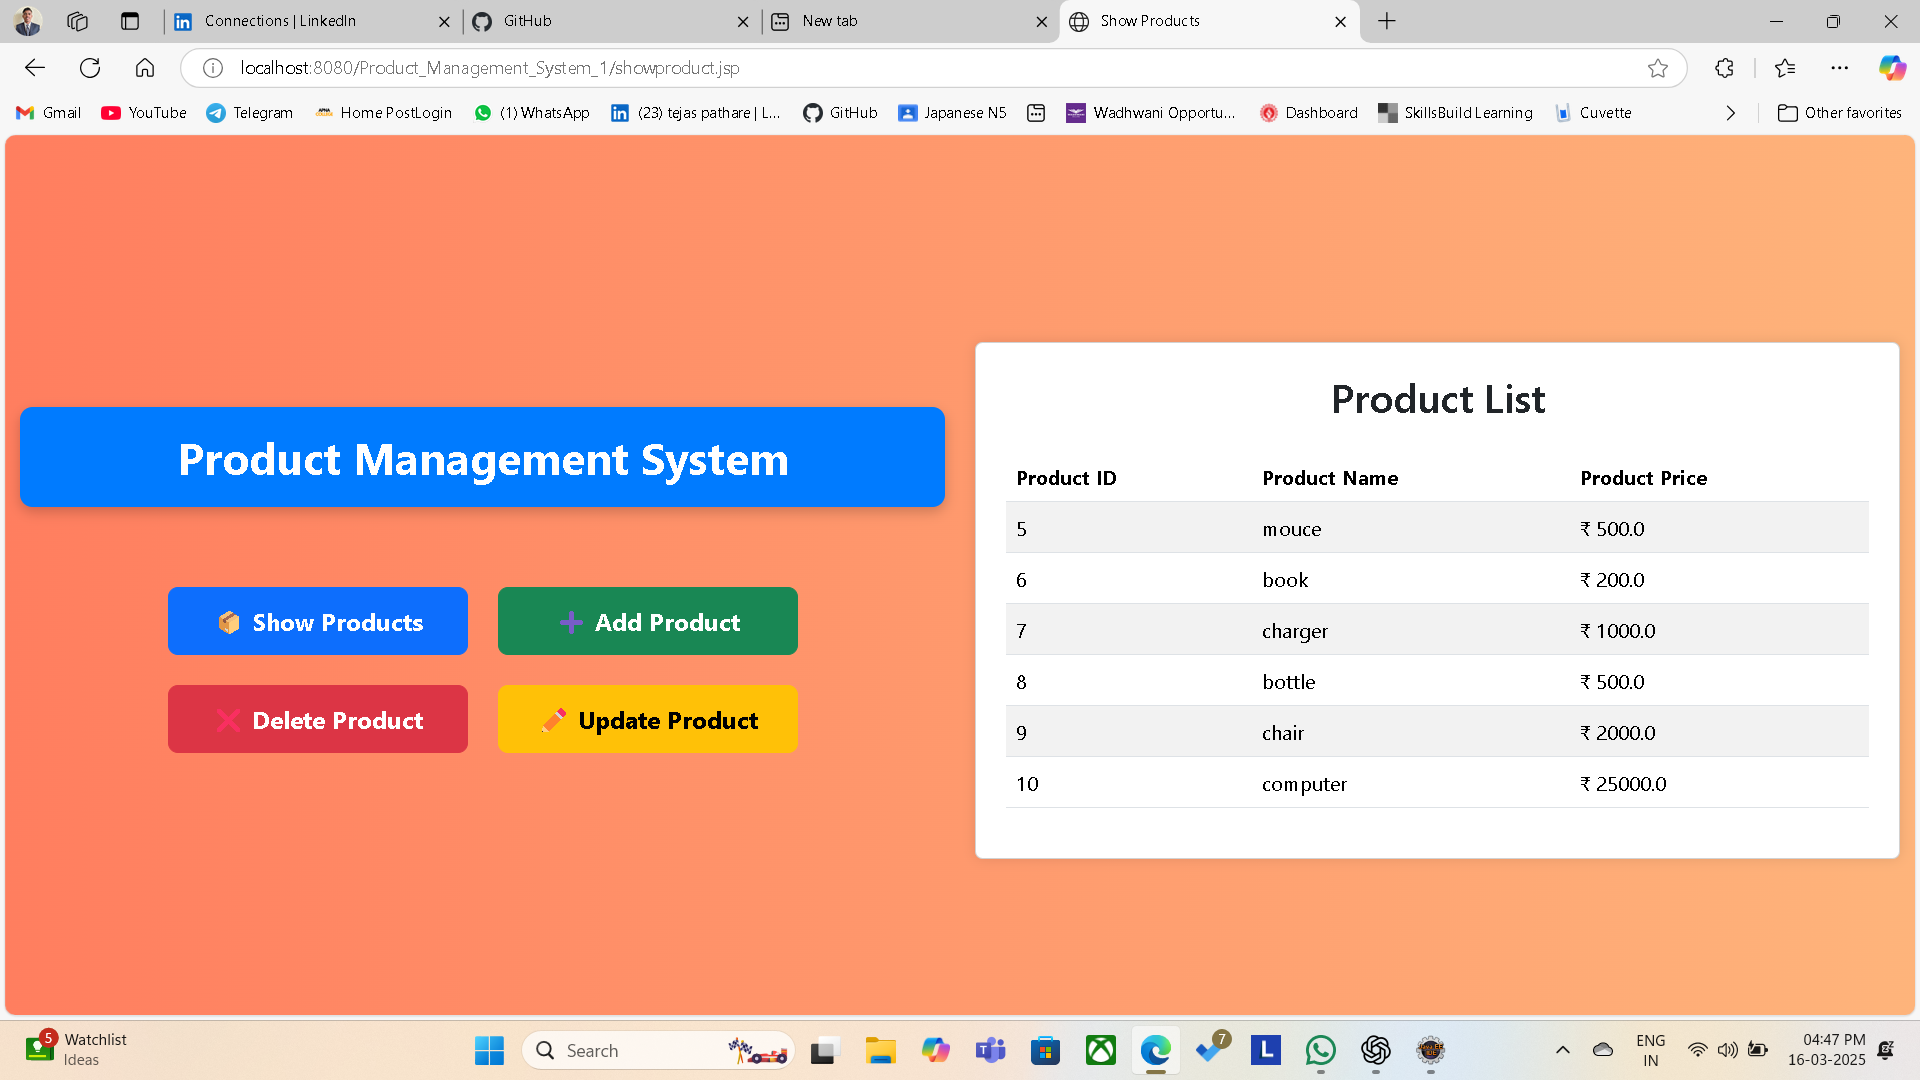 Connections | LinkedIn
GitHub
New tab
Show Products
localhost:8080/Product_Management_System_1/showproduct.jsp
Gmail
YouTube
Telegram
Home PostLogin
(1) WhatsApp
(23) tejas pathare | L...
GitHub
Japanese N5
Wadhwani Opportu...
Dashboard
SkillsBuild Learning
Cuvette
Other favorites
Product Management System
📦 Show Products
➕ Add Product
❌ Delete Product
✏️ Update Product
Product List
Product ID Product Name Product Price
5 mouce ₹ 500.0
6 book ₹ 200.0
7 charger ₹ 1000.0
8 bottle ₹ 500.0
9 chair ₹ 2000.0
10 computer ₹ 25000.0
5
Watchlist
Ideas
Search
7
L
ENG
IN
04:47 PM
16-03-2025